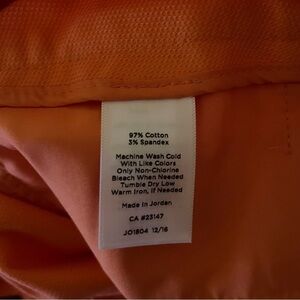 97% Cotton
3% Spandex
Machine Wash Cold
With Like Colors
Only Non-Chlorine
Bleach When Needed
Tumble Dry Low
Warm Iron, If Needed
Made In Jordan
CA #23147
JO1804 12/16